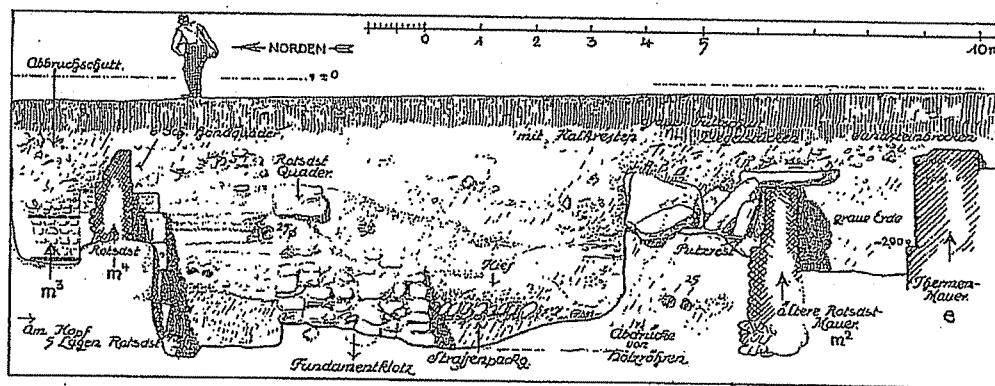 0 1 2 3 4 5 10m
NORDEN
± 0
Abbruchschutt.
mit Kalkresten
Rotsdst
Quader.
278
Kies
graue Erde
-290
Putzrest
25
Rotsdst
m³
m⁴
→ am Kopf
5 Lagen Rotsdst
Fundamentklotz
Straßenpackg.
Abdrücke
von
Holzröhren
ältere Rotsdst-
Mauer.
m²
Thermen-
Mauer.
e